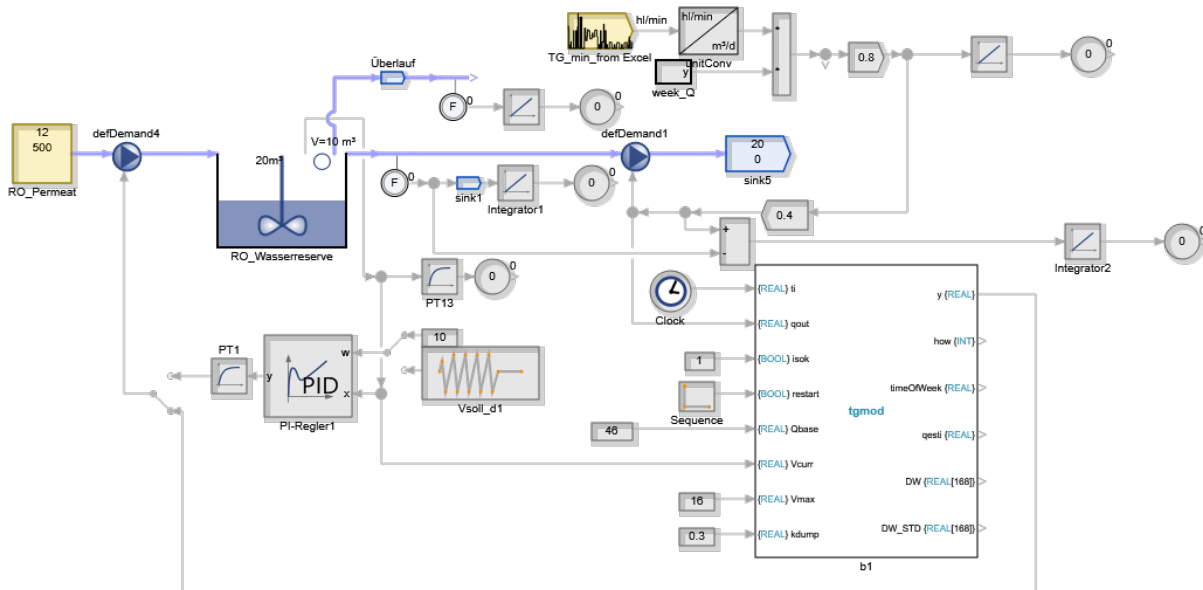 hl/min
hl/min
m³/d
TG_min_from Excel
unitConv
y
week_Q
v
0.8
0
0
Überlauf
F
0
0
0
12
500
RO_Permeat
defDemand4
V=10 m³
20m³
RO_Wasserreserve
defDemand1
20
0
sink5
F
0
sink1
Integrator1
0
0
0.4
+
-
Integrator2
0
0
PT13
0
0
Clock
10
w
x
y
PID
PI-Regler1
PT1
Vsoll_d1
1
Sequence
46
16
0.3
{REAL} ti
{REAL} qout
{BOOL} isok
{BOOL} restart
{REAL} Qbase
{REAL} Vcurr
{REAL} Vmax
{REAL} kdump
tgmod
y {REAL}
how {INT}
timeOfWeek {REAL}
qesti {REAL}
DW {REAL[168]}
DW_STD {REAL[168]}
b1